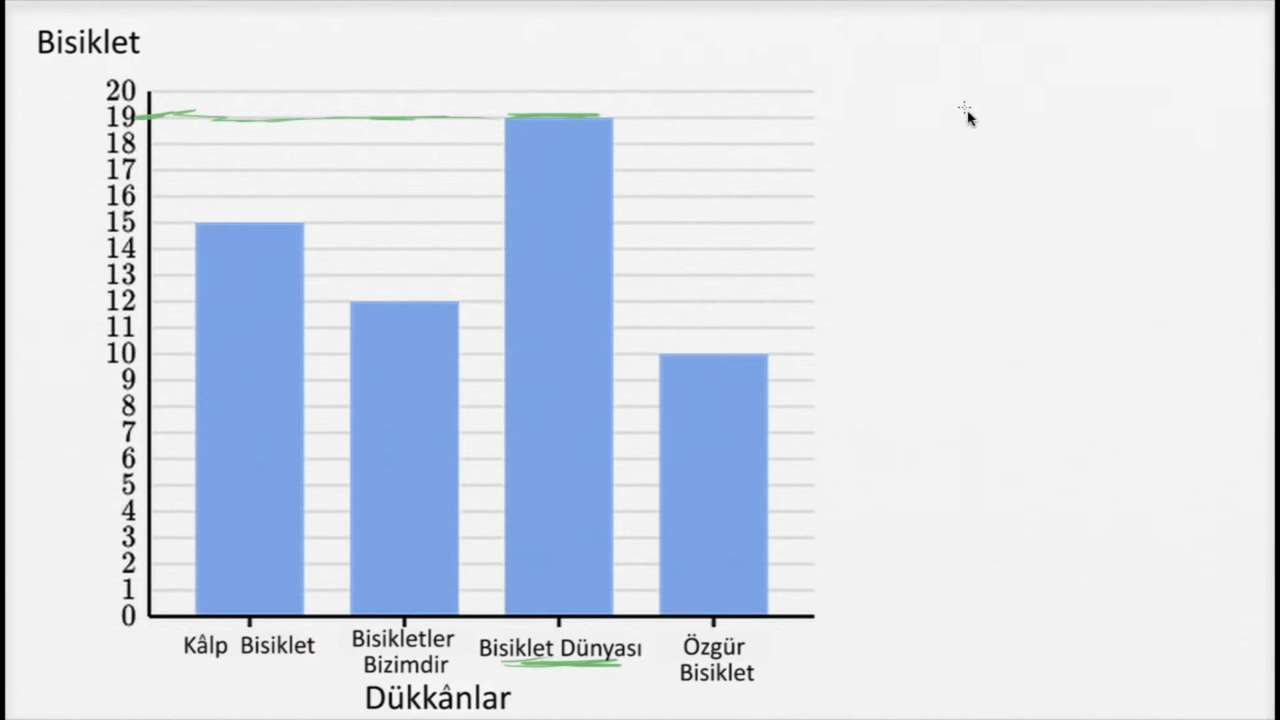 Bisiklet
20
19
18
17
16
15
14
13
12
11
10
9
8
7
6
5
4
3
2
1
0
Kâlp Bisiklet
Bisikletler
Bizimdir
Bisiklet Dünyası
Özgür
Bisiklet
Dükkânlar